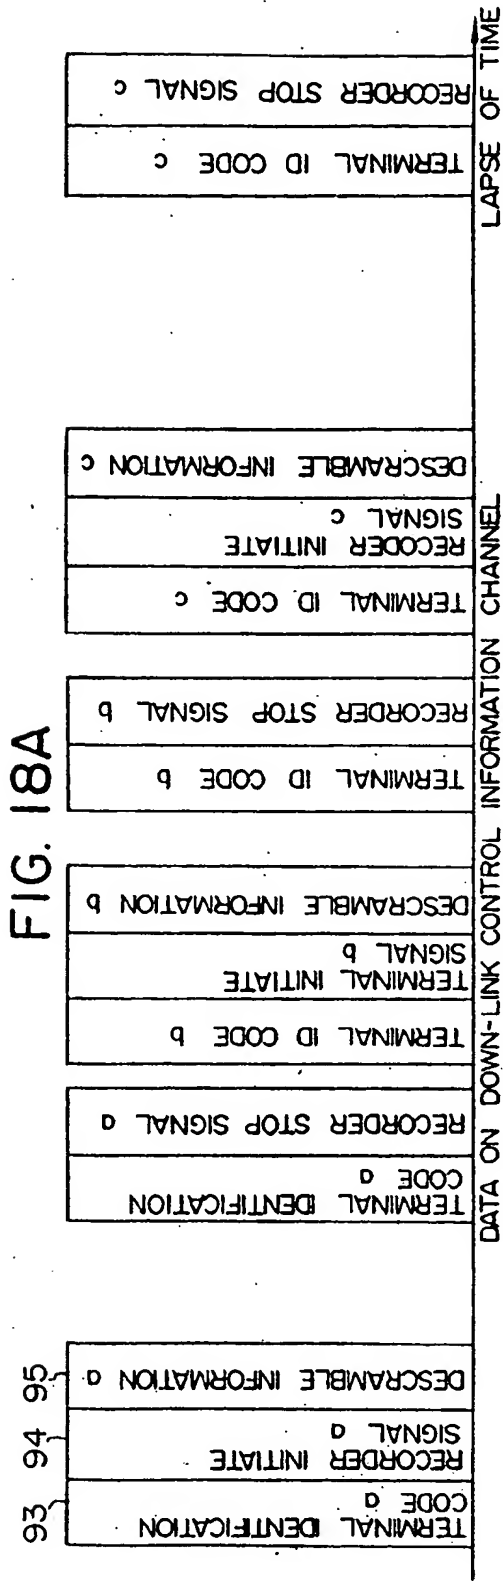 FIG. 18A
93
94
95
TERMINAL IDENTIFICATION
CODE a
RECORDER INITIATE
SIGNAL a
DESCRAMBLE INFORMATION a
TERMINAL IDENTIFICATION
CODE a
RECORDER STOP SIGNAL a
TERMINAL ID CODE b
TERMINAL INITIATE
SIGNAL b
DESCRAMBLE INFORMATION b
TERMINAL ID CODE b
RECORDER STOP SIGNAL b
TERMINAL ID CODE c
RECODER INITIATE
SIGNAL c
DESCRAMBLE INFORMATION c
TERMINAL ID CODE c
RECORDER STOP SIGNAL c
DATA ON DOWN-LINK CONTROL INFORMATION CHANNEL
LAPSE OF TIME